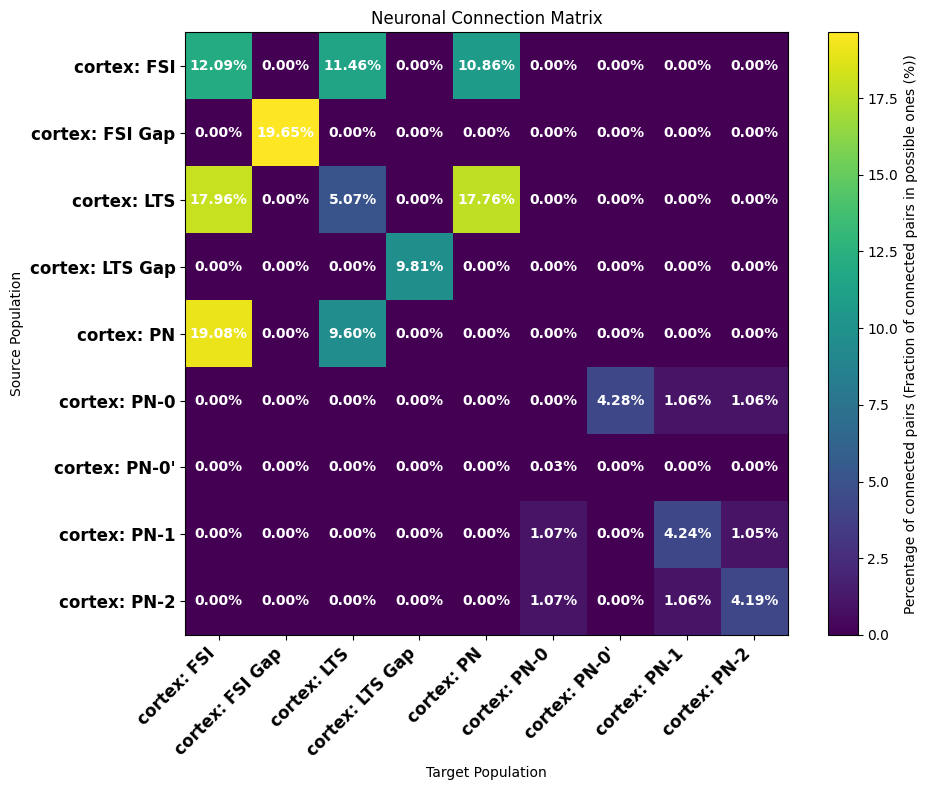 Neuronal Connection Matrix
cortex: FSI 12.09% 0.00% 11.46% 0.00% 10.86% 0.00% 0.00% 0.00% 0.00%
cortex: FSI Gap 0.00% 19.65% 0.00% 0.00% 0.00% 0.00% 0.00% 0.00% 0.00%
cortex: LTS 17.96% 0.00% 5.07% 0.00% 17.76% 0.00% 0.00% 0.00% 0.00%
cortex: LTS Gap 0.00% 0.00% 0.00% 9.81% 0.00% 0.00% 0.00% 0.00% 0.00%
cortex: PN 19.08% 0.00% 9.60% 0.00% 0.00% 0.00% 0.00% 0.00% 0.00%
cortex: PN-0 0.00% 0.00% 0.00% 0.00% 0.00% 0.00% 4.28% 1.06% 1.06%
cortex: PN-0' 0.00% 0.00% 0.00% 0.00% 0.00% 0.03% 0.00% 0.00% 0.00%
cortex: PN-1 0.00% 0.00% 0.00% 0.00% 0.00% 1.07% 0.00% 4.24% 1.05%
cortex: PN-2 0.00% 0.00% 0.00% 0.00% 0.00% 1.07% 0.00% 1.06% 4.19%
Source Population
cortex: FSI
cortex: FSI Gap
cortex: LTS
cortex: LTS Gap
cortex: PN
cortex: PN-0
cortex: PN-0'
cortex: PN-1
cortex: PN-2
Target Population
17.5
15.0
12.5
10.0
7.5
5.0
2.5
0.0
Percentage of connected pairs (Fraction of connected pairs in possible ones (%))